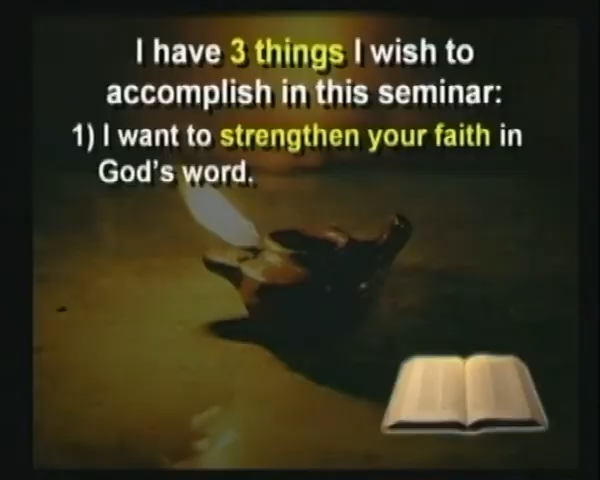 I have 3 things I wish to
accomplish in this seminar:
1) I want to strengthen your faith in
God's word.